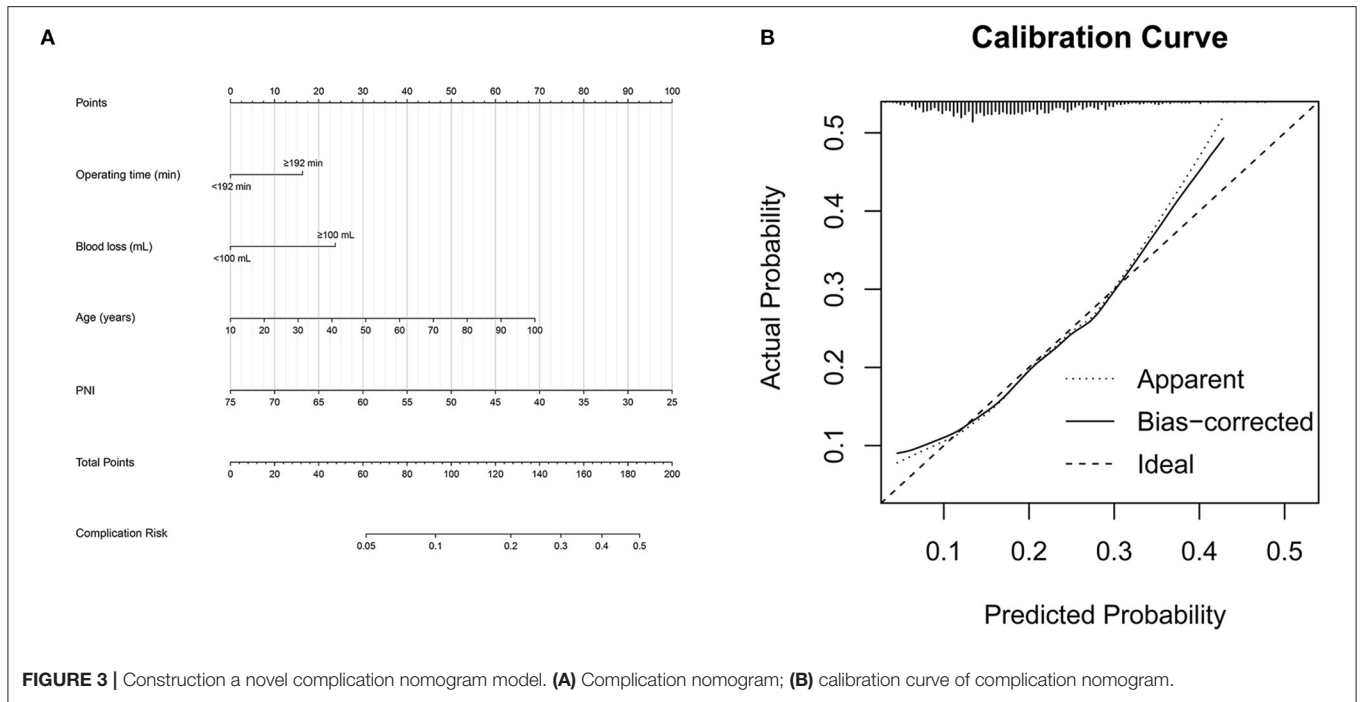 A
Points
0 10 20 30 40 50 60 70 80 90 100
≥192 min
Operating time (min)
<192 min
≥100 mL
Blood loss (mL)
<100 mL
Age (years)
10 20 30 40 50 60 70 80 90 100
PNI
75 70 65 60 55 50 45 40 35 30 25
Total Points
0 20 40 60 80 100 120 140 160 180 200
Complication Risk
0.05 0.1 0.2 0.3 0.4 0.5
B
Calibration Curve
Actual Probability
0.5
0.4
0.3
0.2
0.1
Apparent
Bias−corrected
Ideal
0.1 0.2 0.3 0.4 0.5
Predicted Probability
FIGURE 3 | Construction a novel complication nomogram model. (A) Complication nomogram; (B) calibration curve of complication nomogram.